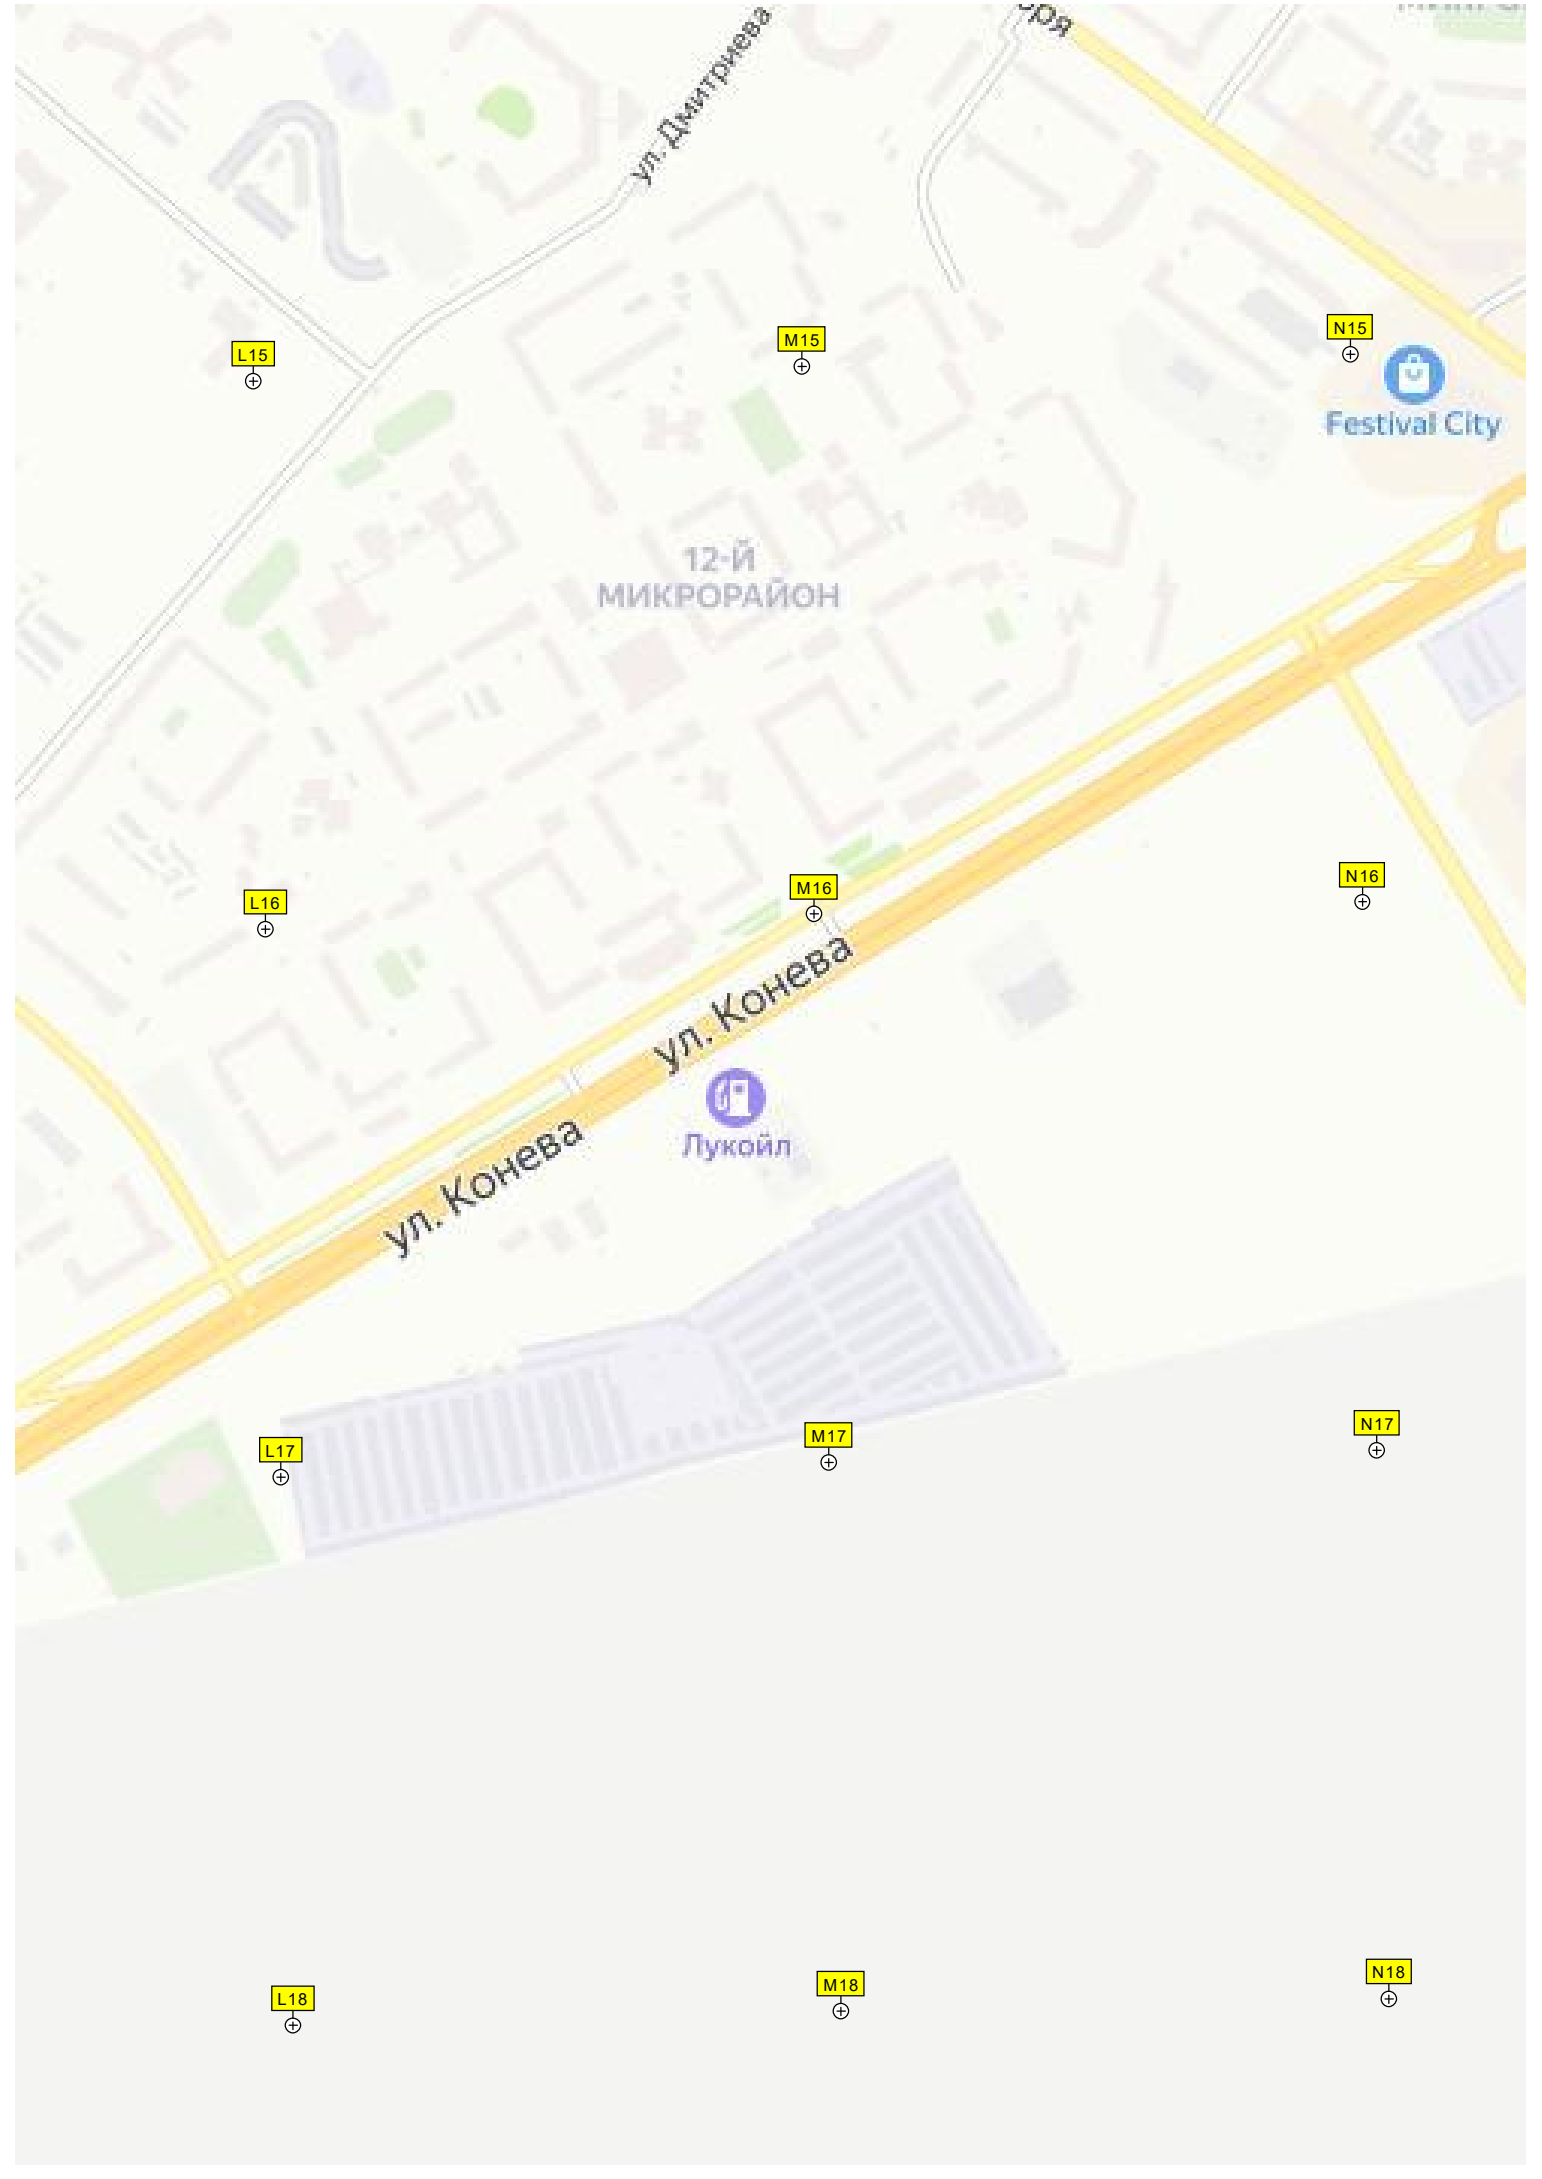 ул. Дмитриева
L15
M15
N15
Festival City
12-Й
МИКРОРАЙОН
L16
M16
N16
ул. Конева
Лукойл
ул. Конева
L17
M17
N17
L18
M18
N18